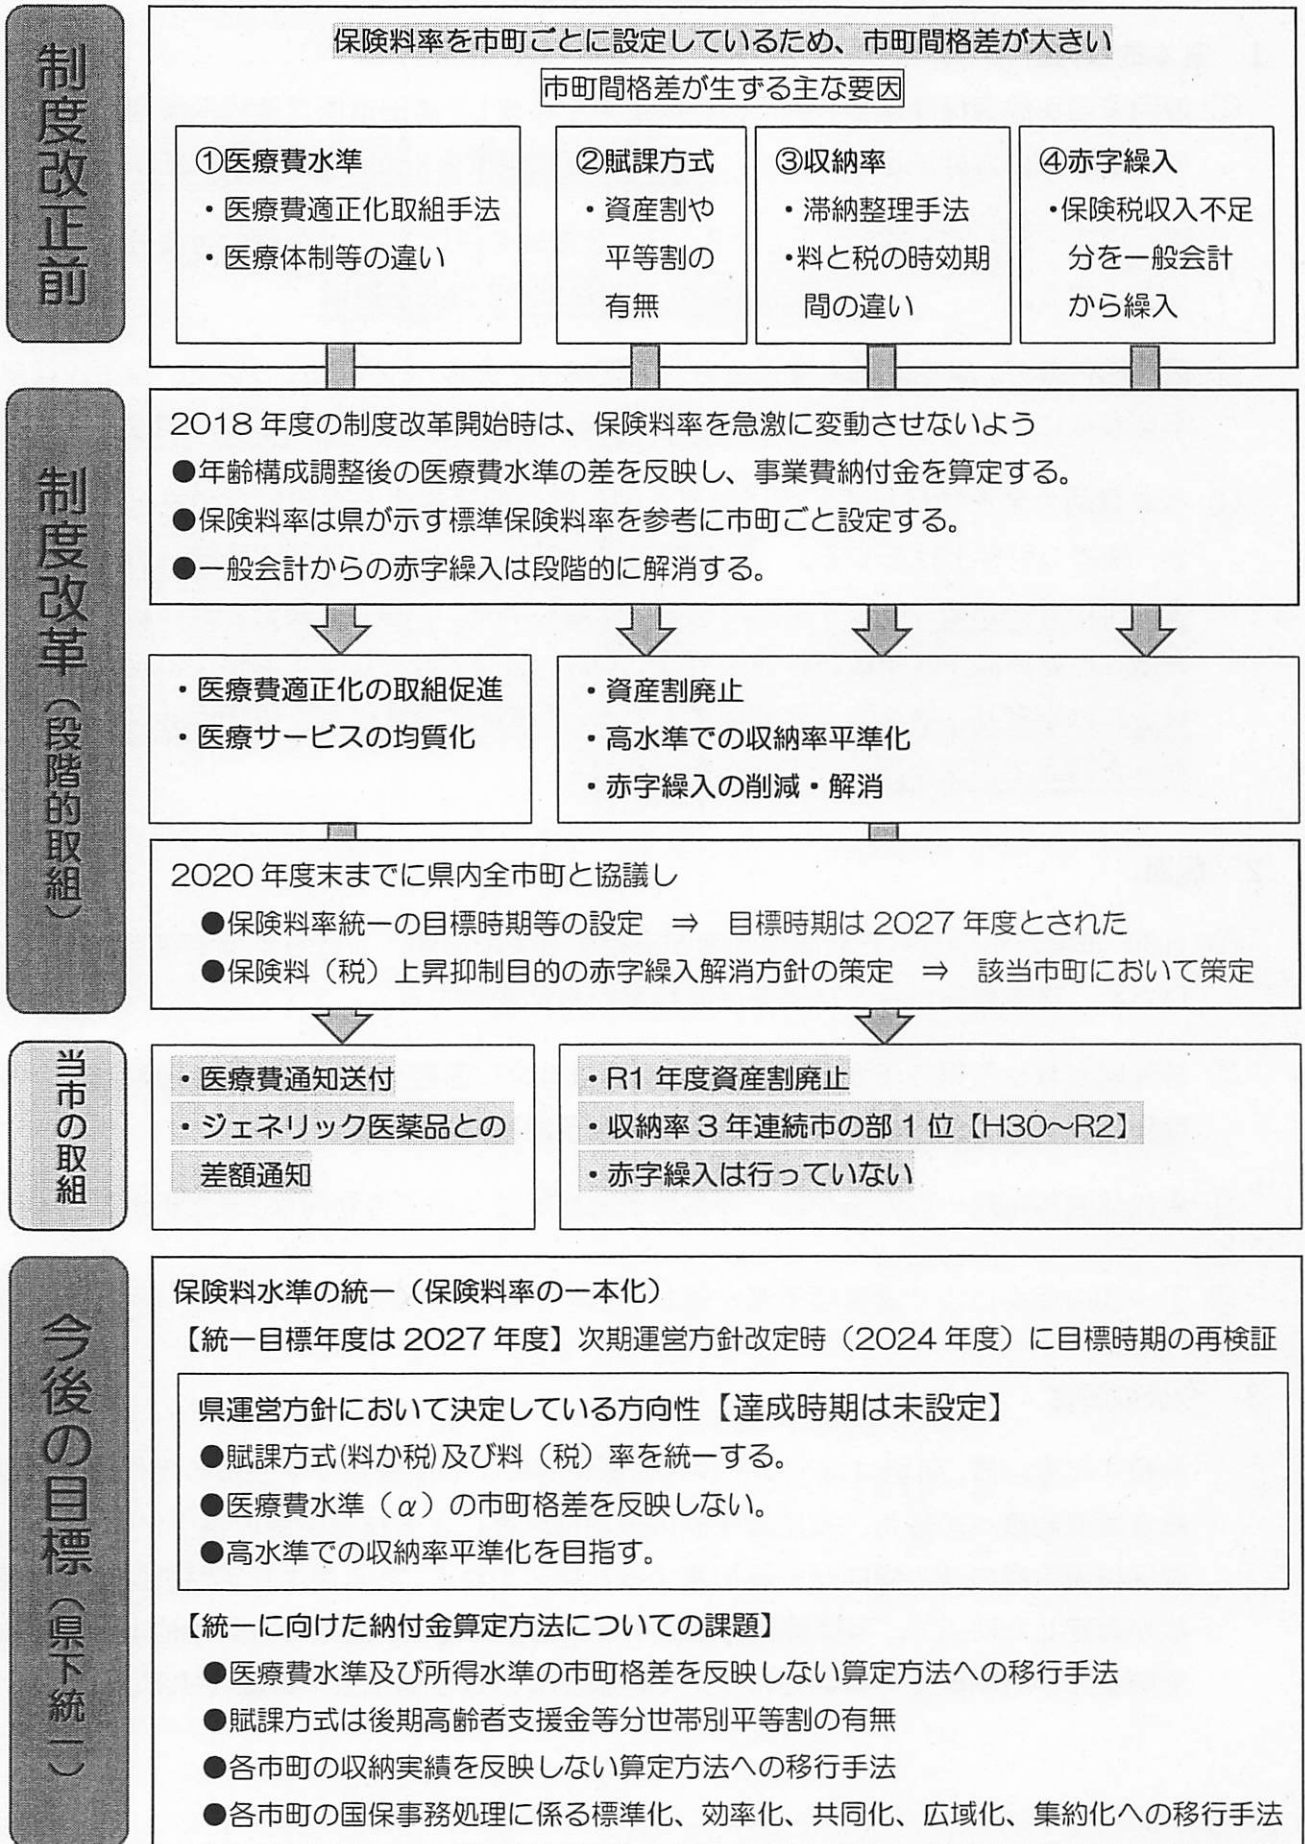 制度改正前
保険料率を市町ごとに設定しているため、市町間格差が大きい
市町間格差が生ずる主な要因
①医療費水準
・医療費適正化取組手法
・医療体制等の違い
②賦課方式
・資産割や
平等割の
有無
③収納率
・滞納整理手法
・料と税の時効期
間の違い
④赤字繰入
・保険税収入不足
分を一般会計
から繰入
制度改革（段階的取組）
2018 年度の制度改革開始時は、保険料率を急激に変動させないよう
●年齢構成調整後の医療費水準の差を反映し、事業費納付金を算定する。
●保険料率は県が示す標準保険料率を参考に市町ごと設定する。
●一般会計からの赤字繰入は段階的に解消する。
・医療費適正化の取組促進
・医療サービスの均質化
・資産割廃止
・高水準での収納率平準化
・赤字繰入の削減・解消
2020 年度末までに県内全市町と協議し
●保険料率統一の目標時期等の設定 ⇒ 目標時期は 2027 年度とされた
●保険料（税）上昇抑制目的の赤字繰入解消方針の策定 ⇒ 該当市町において策定
当市の取組
・医療費通知送付
・ジェネリック医薬品との
差額通知
・R1 年度資産割廃止
・収納率 3 年連続市の部 1 位【H30～R2】
・赤字繰入は行っていない
今後の目標（県下統一）
保険料水準の統一（保険料率の一本化）
【統一目標年度は 2027 年度】次期運営方針改定時（2024 年度）に目標時期の再検証
県運営方針において決定している方向性【達成時期は未設定】
●賦課方式(料か税)及び料（税）率を統一する。
●医療費水準（α）の市町格差を反映しない。
●高水準での収納率平準化を目指す。
【統一に向けた納付金算定方法についての課題】
●医療費水準及び所得水準の市町格差を反映しない算定方法への移行手法
●賦課方式は後期高齢者支援金等分世帯別平等割の有無
●各市町の収納実績を反映しない算定方法への移行手法
●各市町の国保事務処理に係る標準化、効率化、共同化、広域化、集約化への移行手法